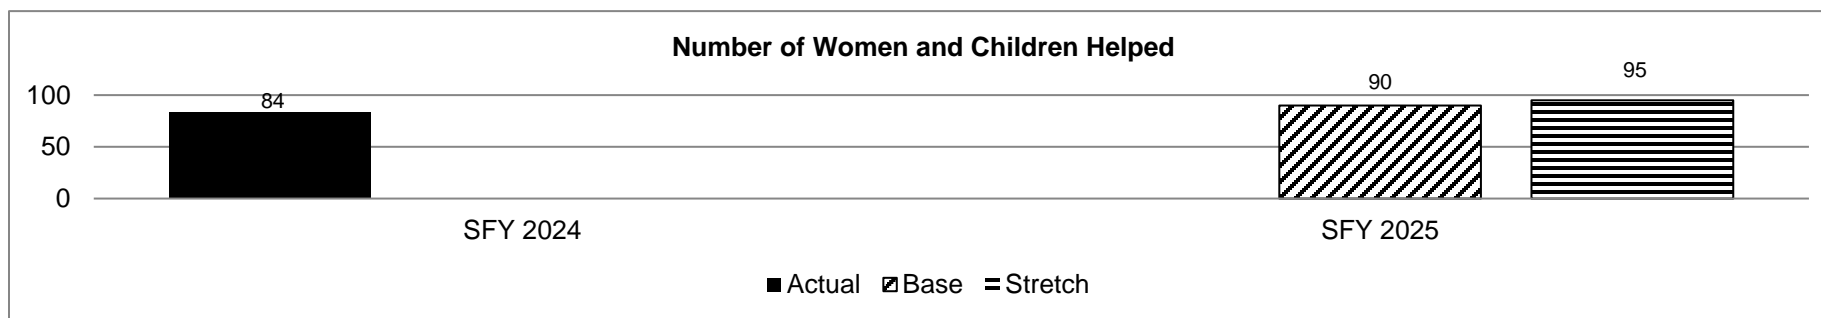 Number of Women and Children Helped
100
50
0
84
90
95
SFY 2024
SFY 2025
Actual Base Stretch